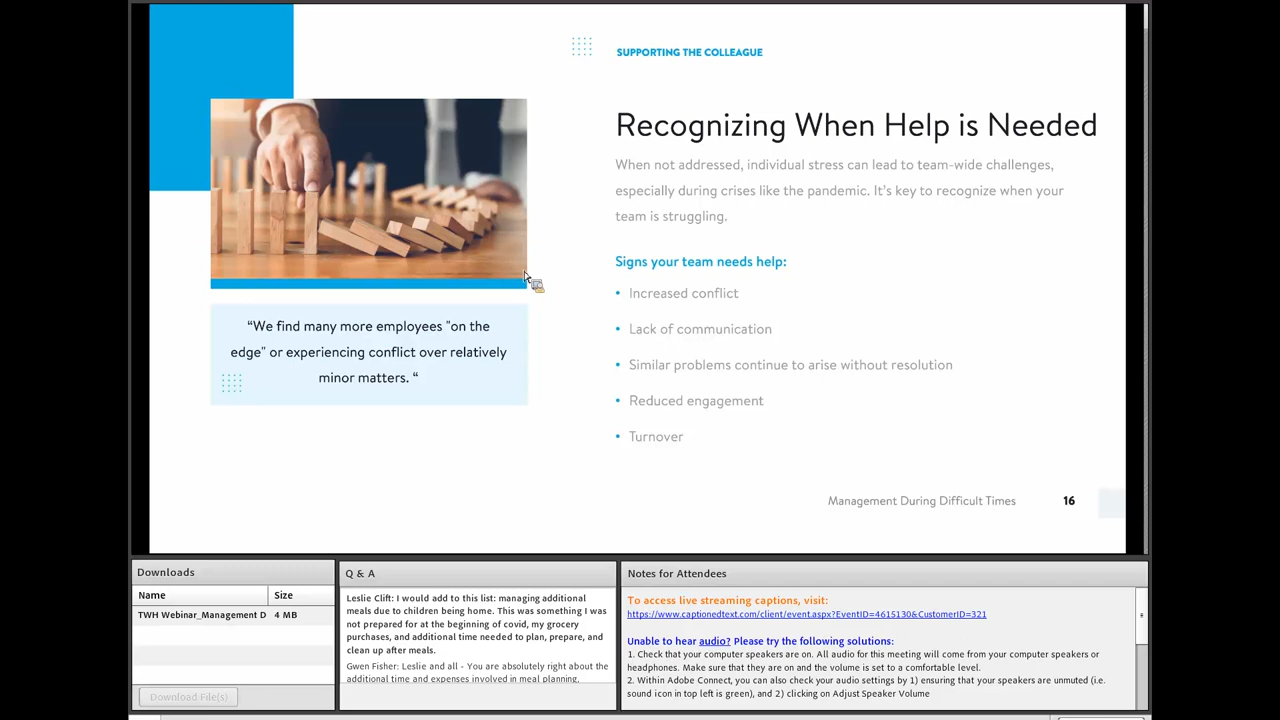 SUPPORTING THE COLLEAGUE
Recognizing When Help is Needed
When not addressed, individual stress can lead to team-wide challenges,
especially during crises like the pandemic. It's key to recognize when your
team is struggling.
Signs your team needs help:
• Increased conflict
• Lack of communication
• Similar problems continue to arise without resolution
• Reduced engagement
• Turnover
“We find many more employees "on the
edge" or experiencing conflict over relatively
minor matters. “
Management During Difficult Times 16
Downloads
Name Size
TWH Webinar_Management D 4 MB
Download File(s)
Q & A
Leslie Clift: I would add to this list: managing additional
meals due to children being home. This was something I was
not prepared for at the beginning of covid, my grocery
purchases, and additional time needed to plan, prepare, and
clean up after meals.
Gwen Fisher: Leslie and all - You are absolutely right about the
additional time and expenses involved in meal planning,
Notes for Attendees
To access live streaming captions, visit:
https://www.captionedtext.com/client/event.aspx?EventID=4615130&CustomerID=321
Unable to hear audio? Please try the following solutions:
1. Check that your computer speakers are on. All audio for this meeting will come from your computer speakers or
headphones. Make sure that they are on and the volume is set to a comfortable level.
2. Within Adobe Connect, you can also check your audio settings by 1) ensuring that your speakers are unmuted (i.e.
sound icon in top left is green), and 2) clicking on Adjust Speaker Volume